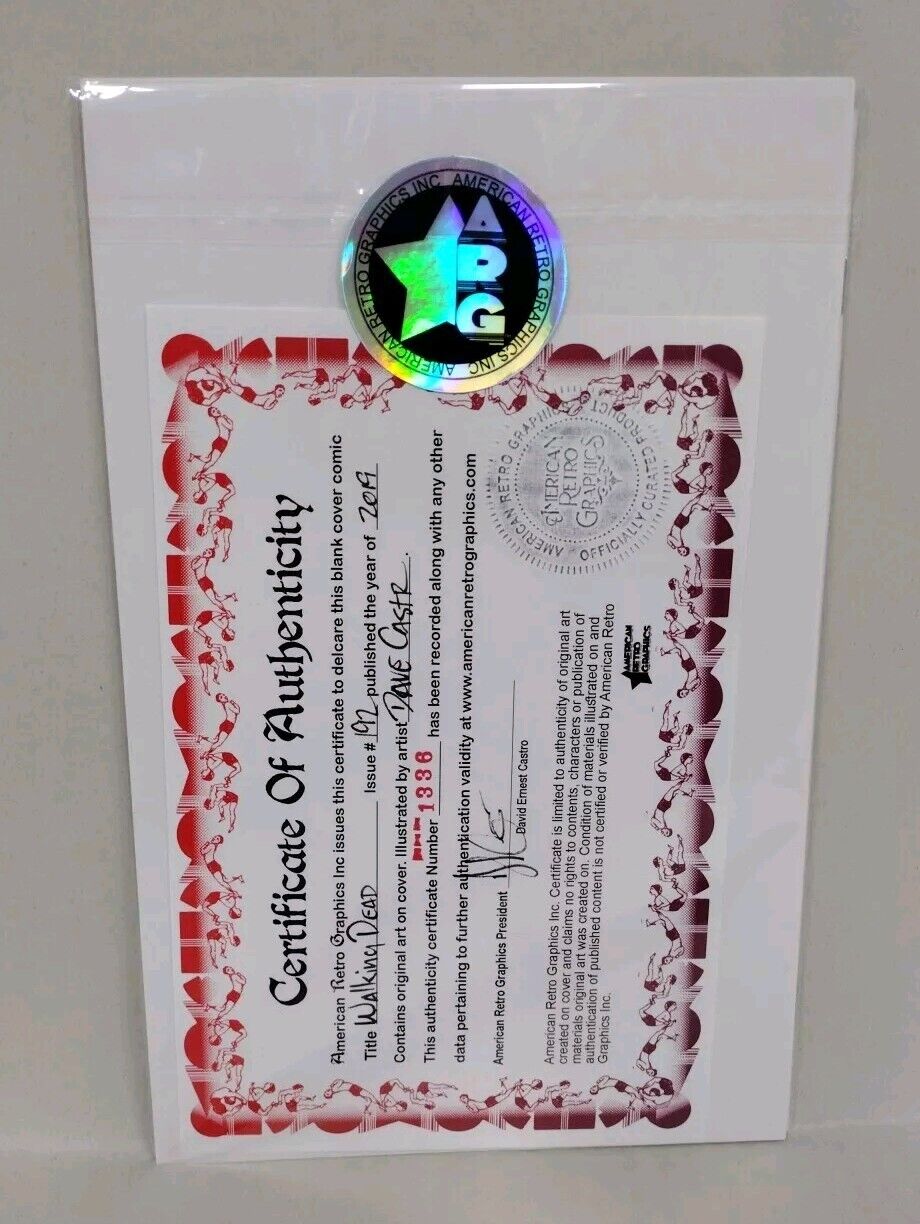 AMERICAN RETRO GRAPHICS INC. AMERICAN RETRO GRAPHICS INC.
ARG
Certificate Of Authenticity
American Retro Graphics Inc issues this certificate to delcare this blank cover comic
Title Walking Dead Issue # 192 published the year of 2019
Contains original art on cover. Illustrated by artist Dave Castr.
This authenticity certificate Number 1336 has been recorded along with any other
data pertaining to further authentication validity at www.americanretrographics.com
American Retro Graphics President
David Ernest Castro
American Retro Graphics Inc. Certificate is limited to authenticity of original art
created on cover and claims no rights to contents, characters or publication of
materials original art was created on. Condition of materials illustrated on and
authentication of published content is not certified or verified by American Retro
Graphics Inc.
AMERICAN
RETRO
GRAPHICS
AMERICAN RETRO GRAPHICS
OFFICIALLY CURATED PRODUCT
AMERICAN
RETRO
GRAPHICS